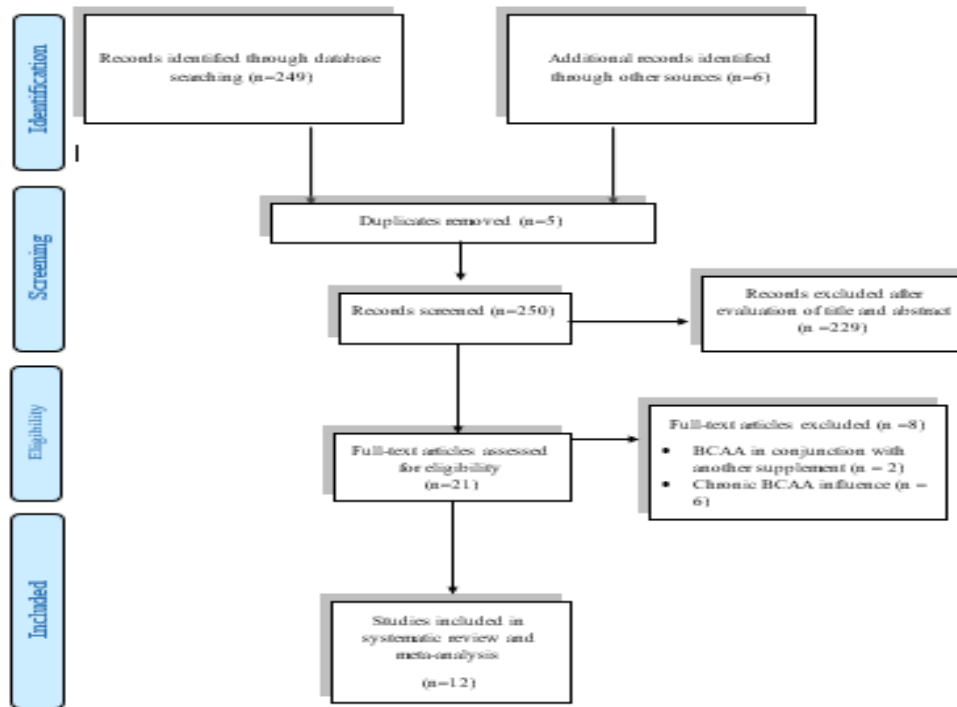 Identification
Records identified through database
searching (n=249)
Additional records identified
through other sources (n=6)
Screening
Duplicates removed (n=5)
Records screened (n=250)
Records excluded after
evaluation of title and abstract
(n =229)
Eligibility
Full-text articles assessed
for eligibility
(n=21)
Full-text articles excluded (n =8)
• BCAA in conjunction with
another supplement (n = 2)
• Chronic BCAA influence (n =
6)
Included
Studies included in
systematic review and
meta-analysis
(n=12)